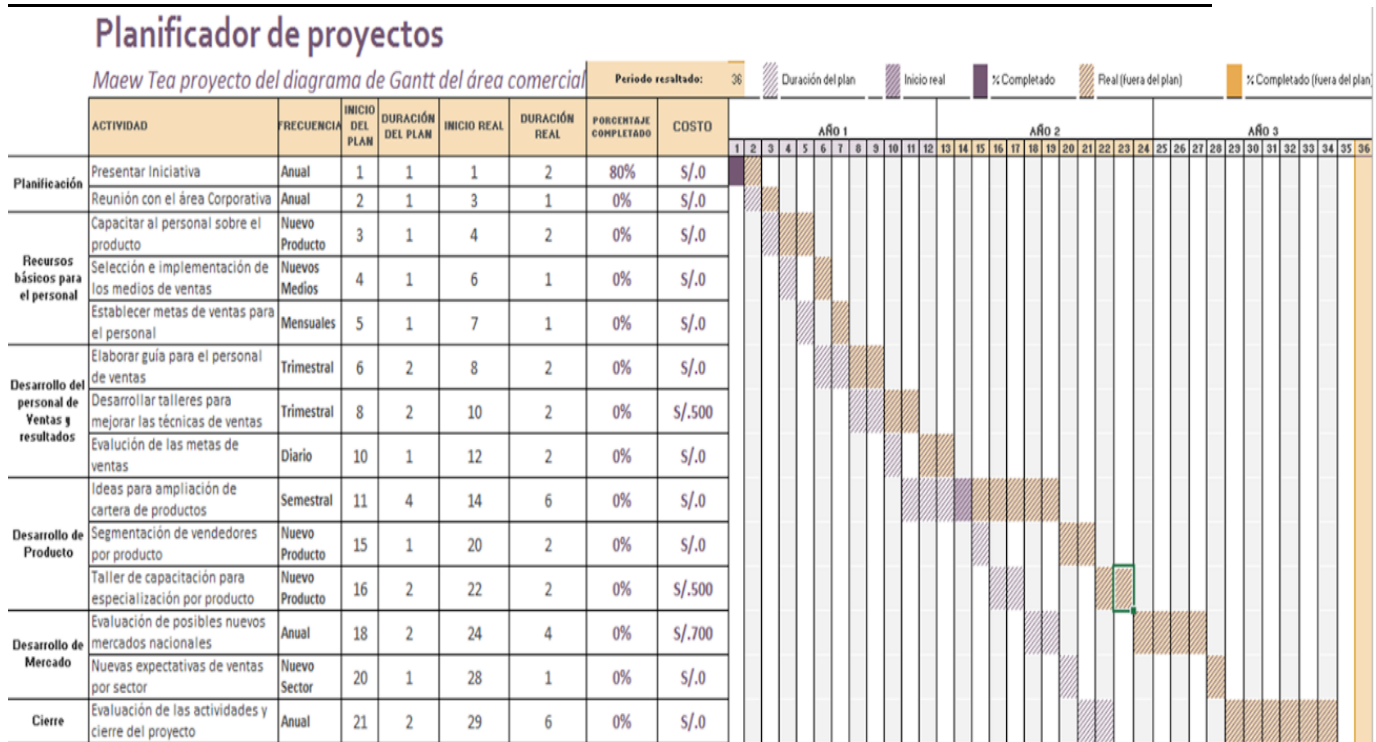 Planificador de proyectos
Maew Tea proyecto del diagrama de Gantt del área comercial
Periodo resaltado: 36
Duración del plan
Inicio real
% Completado
Real (fuera del plan)
% Completado (fuera del plan)
ACTIVIDAD FRECUENCIA INICIO DEL PLAN DURACIÓN DEL PLAN INICIO REAL DURACIÓN REAL PORCENTAJE COMPLETADO COSTO
AÑO 1 AÑO 2 AÑO 3
1 2 3 4 5 6 7 8 9 10 11 12 13 14 15 16 17 18 19 20 21 22 23 24 25 26 27 28 29 30 31 32 33 34 35 36
Planificación
Presentar Iniciativa Anual 1 1 1 2 80% S/.0
Reunión con el área Corporativa Anual 2 1 3 1 0% S/.0
Recursos básicos para el personal
Capacitar al personal sobre el producto Nuevo Producto 3 1 4 2 0% S/.0
Selección e implementación de los medios de ventas Nuevos Medios 4 1 6 1 0% S/.0
Establecer metas de ventas para el personal Mensuales 5 1 7 1 0% S/.0
Desarrollo del personal de Ventas y resultados
Elaborar guía para el personal de ventas Trimestral 6 2 8 2 0% S/.0
Desarrollar talleres para mejorar las técnicas de ventas Trimestral 8 2 10 2 0% S/.500
Evalución de las metas de ventas Diario 10 1 12 2 0% S/.0
Desarrollo de Producto
Ideas para ampliación de cartera de productos Semestral 11 4 14 6 0% S/.0
Segmentación de vendedores por producto Nuevo Producto 15 1 20 2 0% S/.0
Taller de capacitación para especialización por producto Nuevo Producto 16 2 22 2 0% S/.500
Desarrollo de Mercado
Evaluación de posibles nuevos mercados nacionales Anual 18 2 24 4 0% S/.700
Nuevas expectativas de ventas por sector Nuevo Sector 20 1 28 1 0% S/.0
Cierre
Evaluación de las actividades y cierre del proyecto Anual 21 2 29 6 0% S/.0